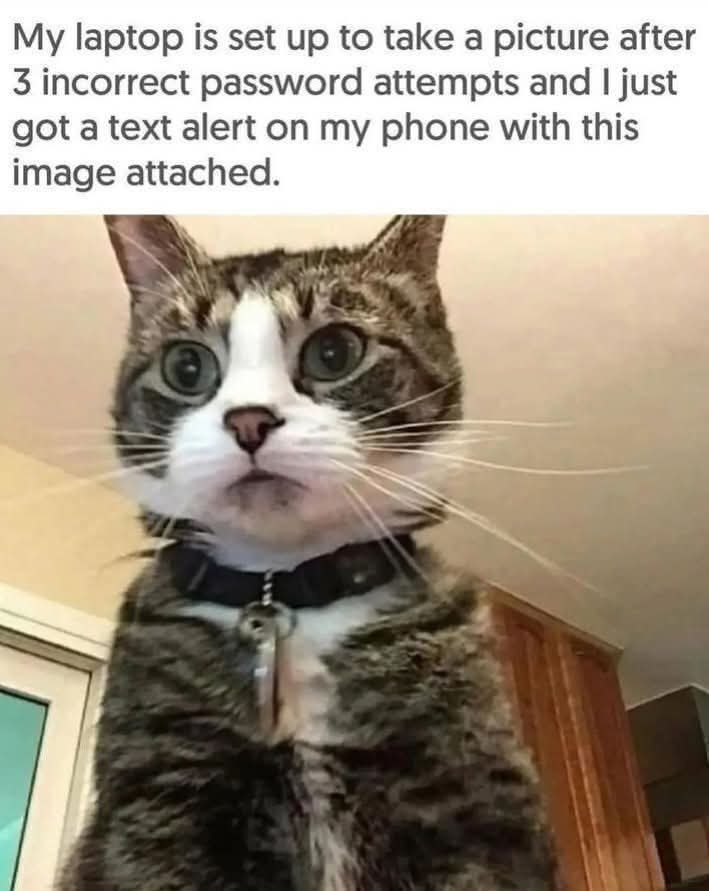 My laptop is set up to take a picture after
3 incorrect password attempts and I just
got a text alert on my phone with this
image attached.